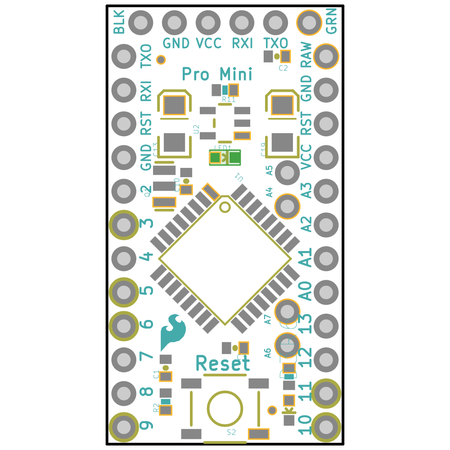 BLK
GND VCC RXI TXO
GRN
TXO
RAW
C2
Pro Mini
RXI
GND
RST
RST
U2
GND
VCC
A5
2
A4
A3
3
A2
4
A1
5
A0
6
A7
13
7
A6
12
Reset
8
11
9
10
S2